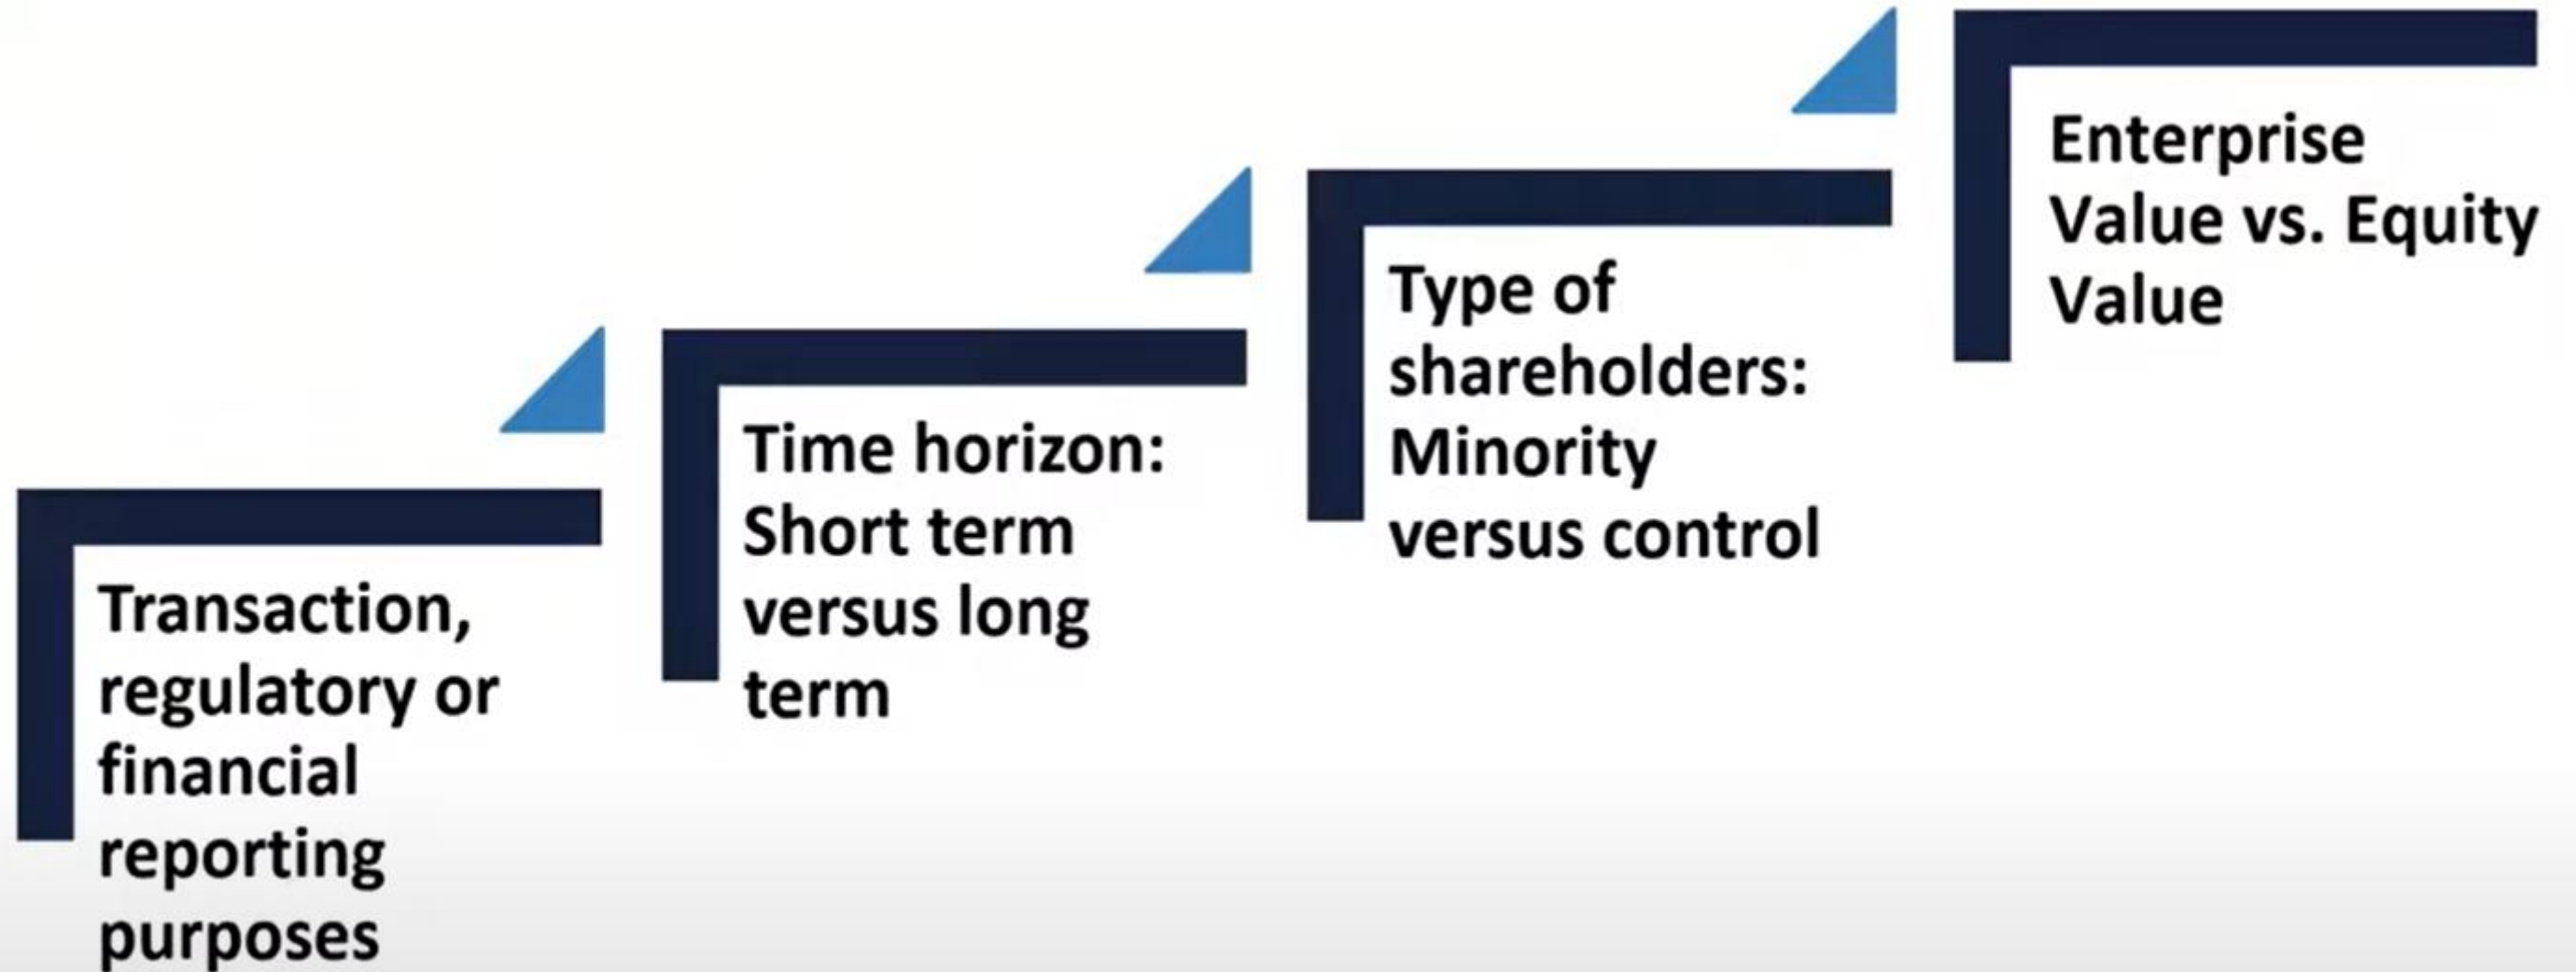 Transaction,
regulatory or
financial
reporting
purposes
Time horizon:
Short term
versus long
term
Type of
shareholders:
Minority
versus control
Enterprise
Value vs. Equity
Value